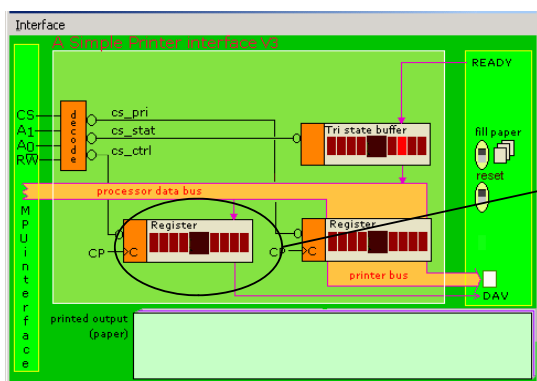 Interface
A Simple Printer interface V3
READY
CS
A1
A0
RW
decode
cs_pri
cs_stat
cs_ctrl
Tri state buffer
fill paper
reset
processor data bus
MPU interface
Register
CP
C
Register
CP
C
printer bus
DAV
printed output
(paper)